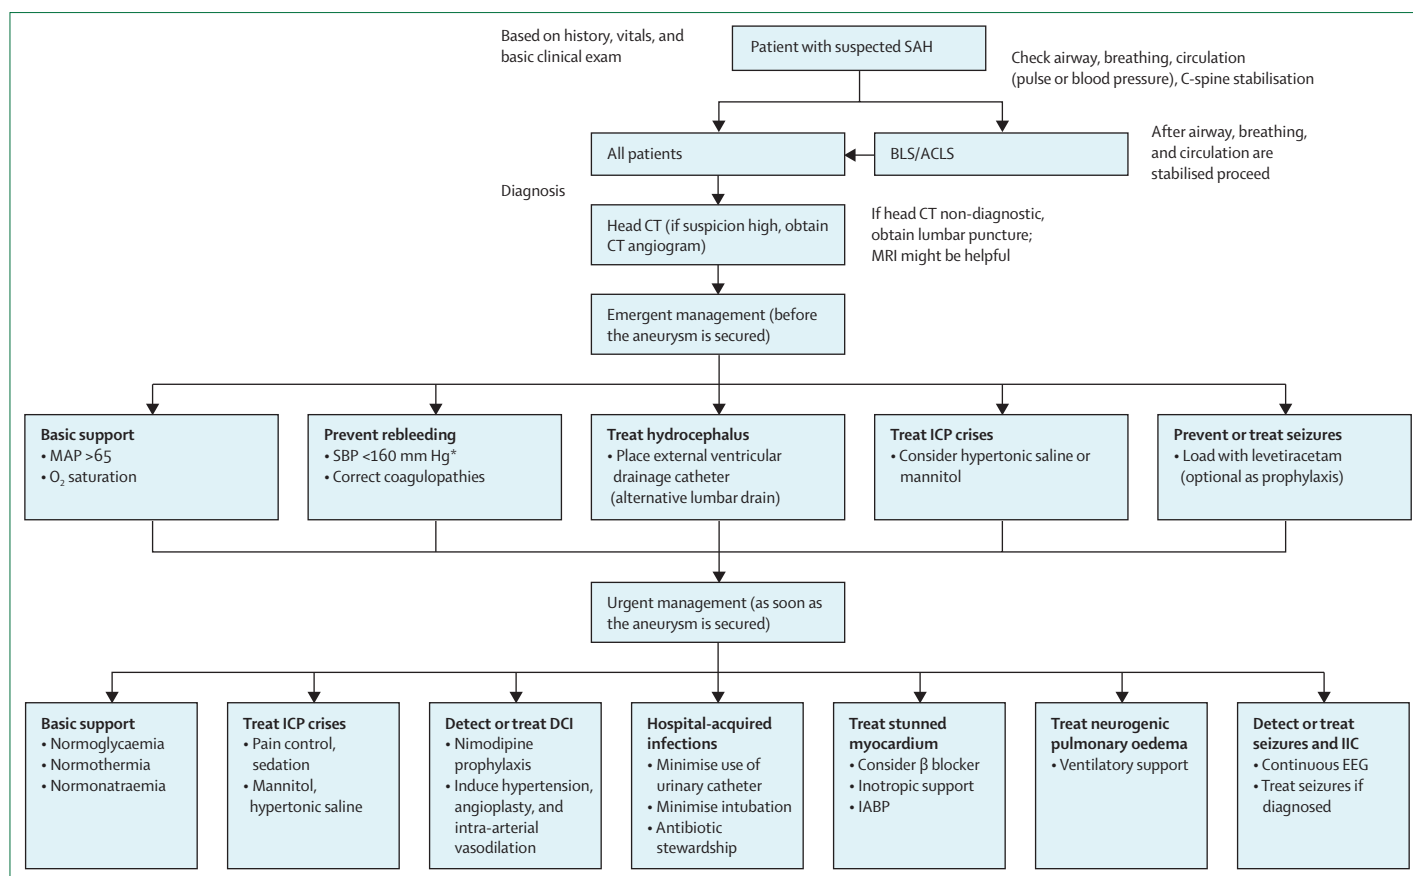 Based on history, vitals, and
basic clinical exam
Patient with suspected SAH
Check airway, breathing, circulation
(pulse or blood pressure), C-spine stabilisation
All patients
BLS/ACLS
After airway, breathing,
and circulation are
stabilised proceed
Diagnosis
Head CT (if suspicion high, obtain
CT angiogram)
If head CT non-diagnostic,
obtain lumbar puncture;
MRI might be helpful
Emergent management (before
the aneurysm is secured)
Basic support
• MAP >65
• O₂ saturation
Prevent rebleeding
• SBP <160 mm Hg*
• Correct coagulopathies
Treat hydrocephalus
• Place external ventricular
drainage catheter
(alternative lumbar drain)
Treat ICP crises
• Consider hypertonic saline or
mannitol
Prevent or treat seizures
• Load with levetiracetam
(optional as prophylaxis)
Urgent management (as soon as
the aneurysm is secured)
Basic support
• Normoglycaemia
• Normothermia
• Normonatraemia
Treat ICP crises
• Pain control,
sedation
• Mannitol,
hypertonic saline
Detect or treat DCI
• Nimodipine
prophylaxis
• Induce hypertension,
angioplasty, and
intra-arterial
vasodilation
Hospital-acquired
infections
• Minimise use of
urinary catheter
• Minimise intubation
• Antibiotic
stewardship
Treat stunned
myocardium
• Consider β blocker
• Inotropic support
• IABP
Treat neurogenic
pulmonary oedema
• Ventilatory support
Detect or treat
seizures and IIC
• Continuous EEG
• Treat seizures if
diagnosed